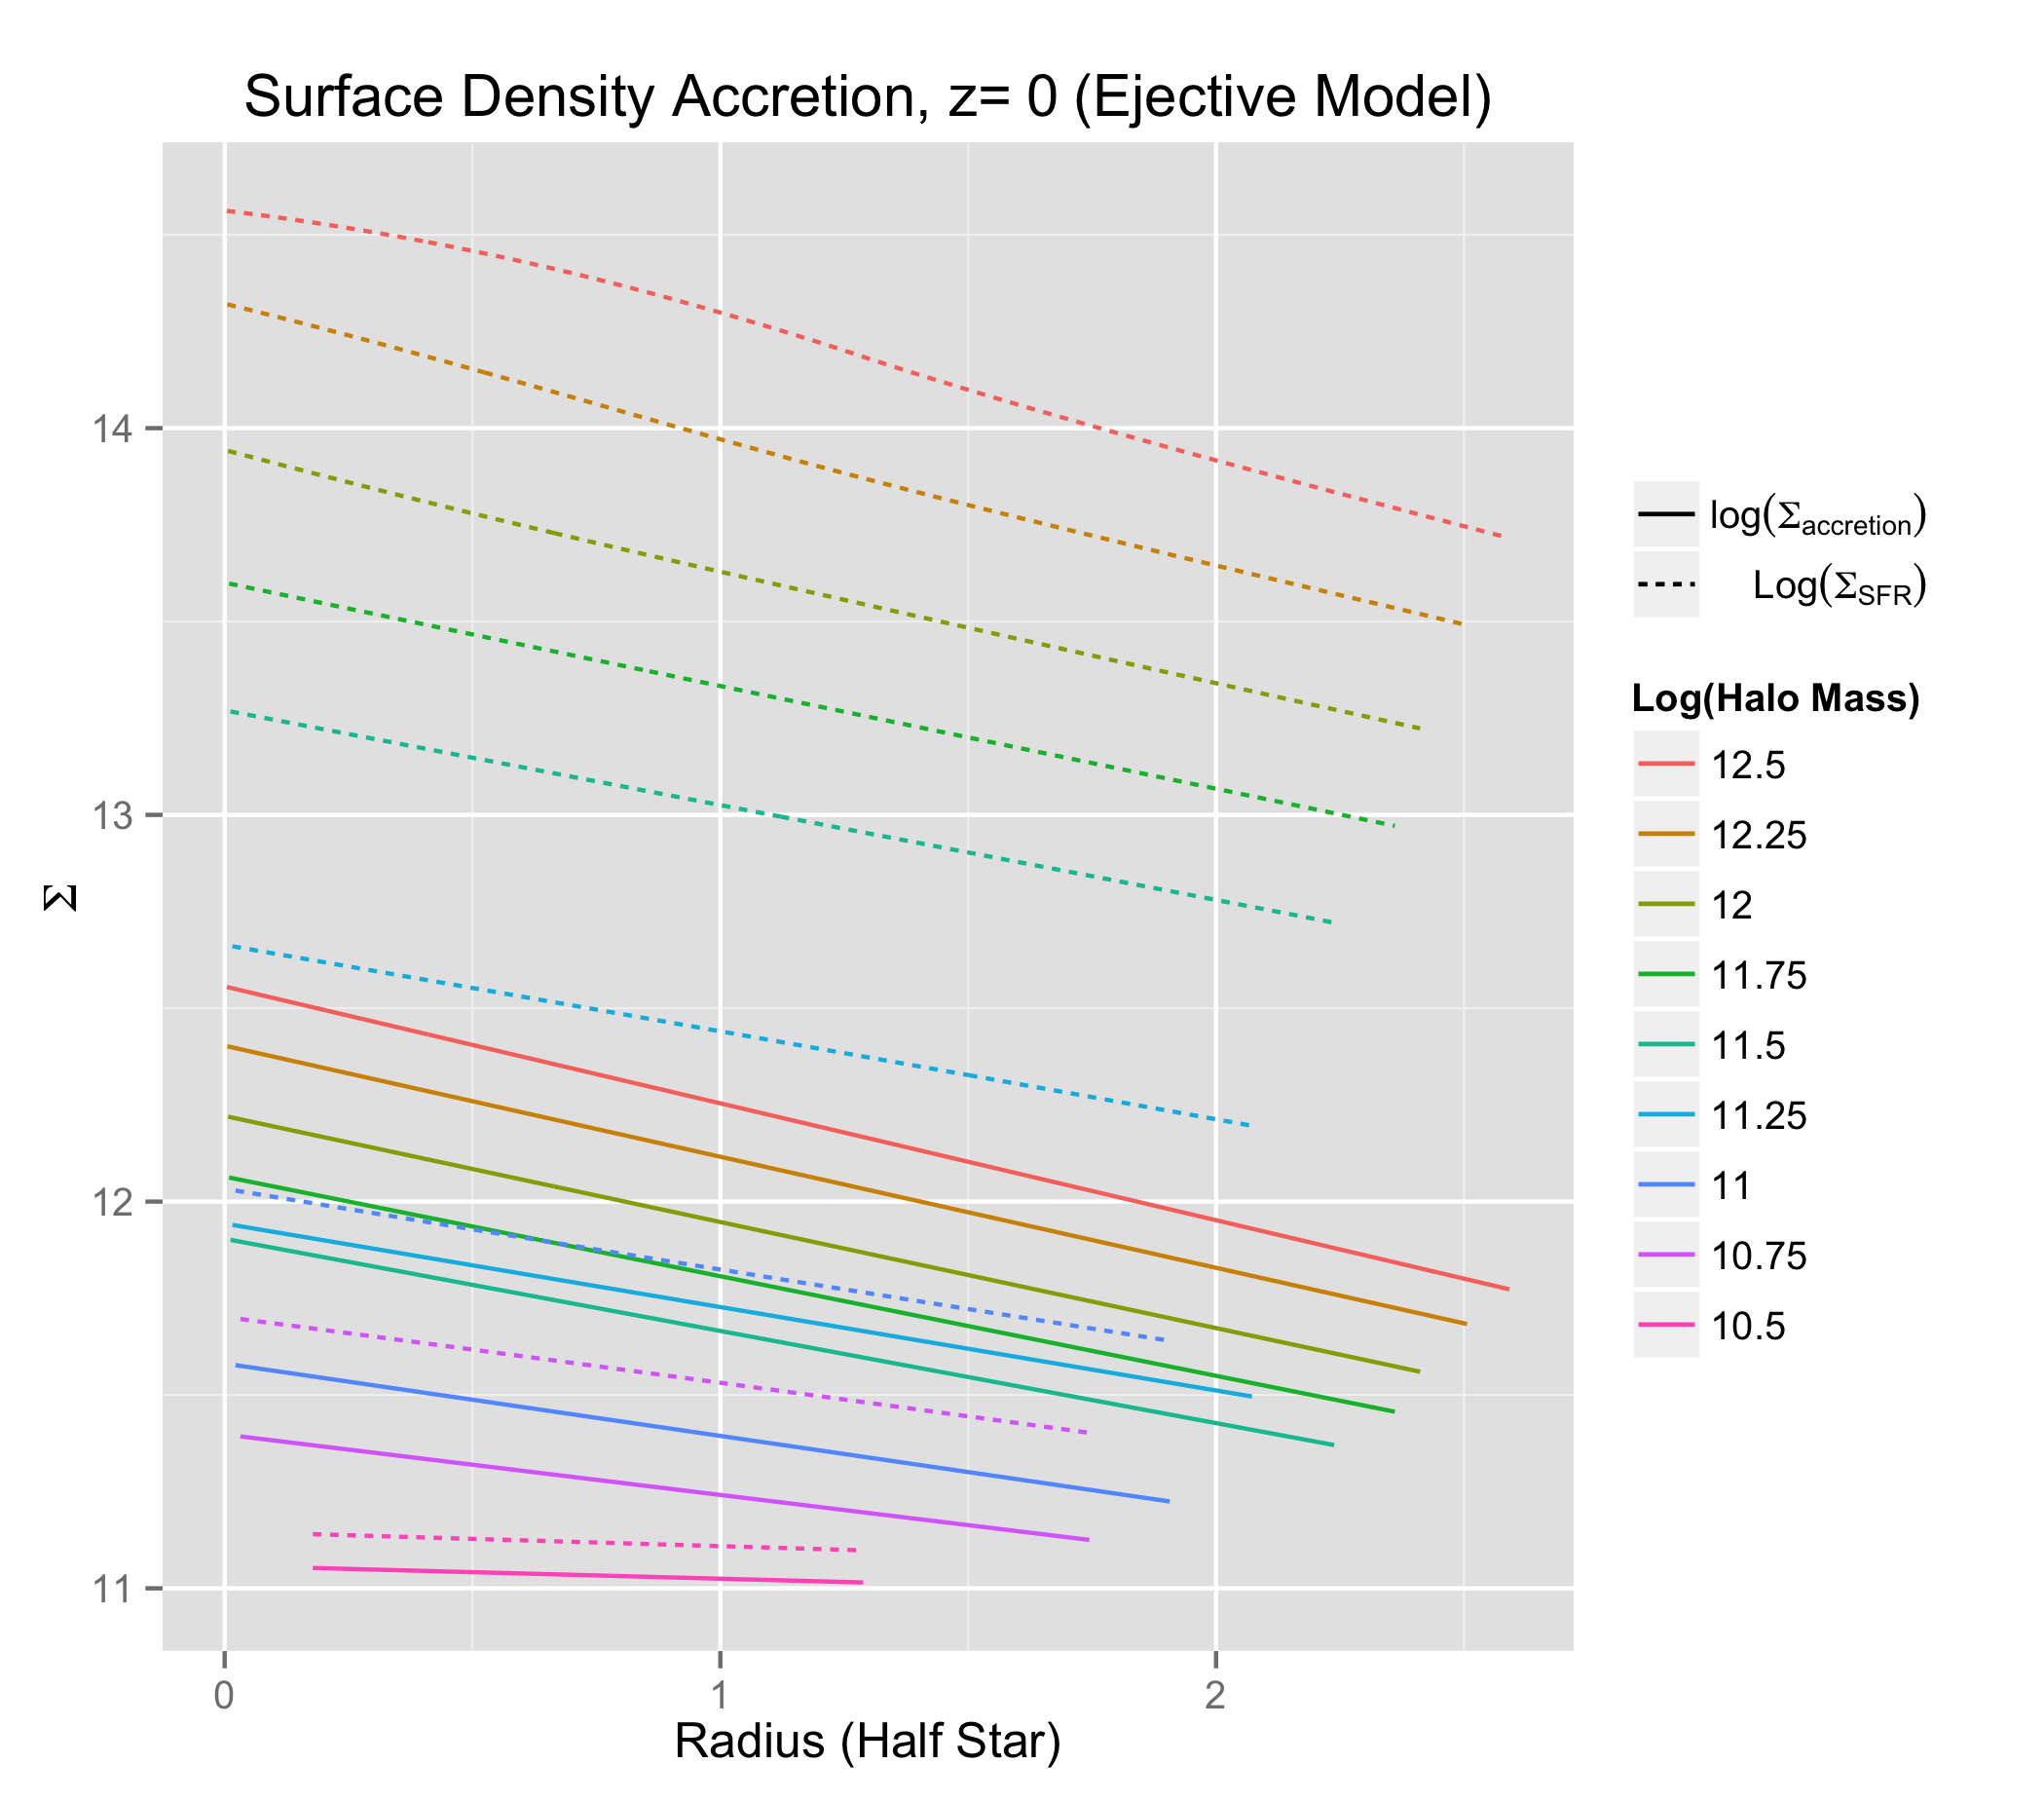 Surface Density Accretion, z= 0 (Ejective Model)
14
13
12
11
Σ
0 1 2
Radius (Half Star)
log(Σaccretion)
Log(ΣSFR)
Log(Halo Mass)
12.5
12.25
12
11.75
11.5
11.25
11
10.75
10.5